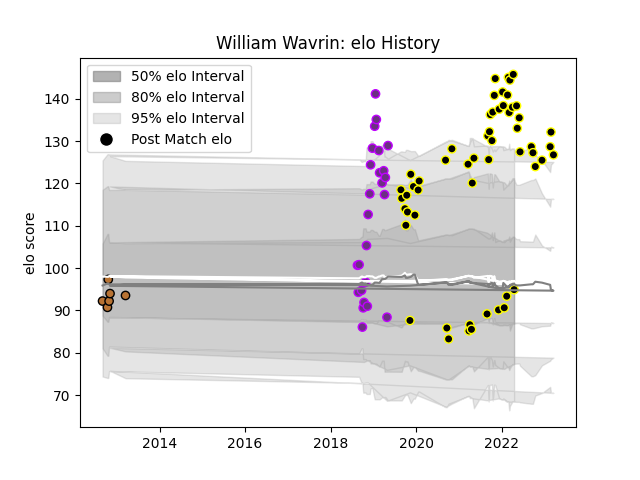 William Wavrin: elo History
50% elo Interval
80% elo Interval
95% elo Interval
Post Match elo
elo score
140
130
120
110
100
90
80
70
2014
2016
2018
2020
2022